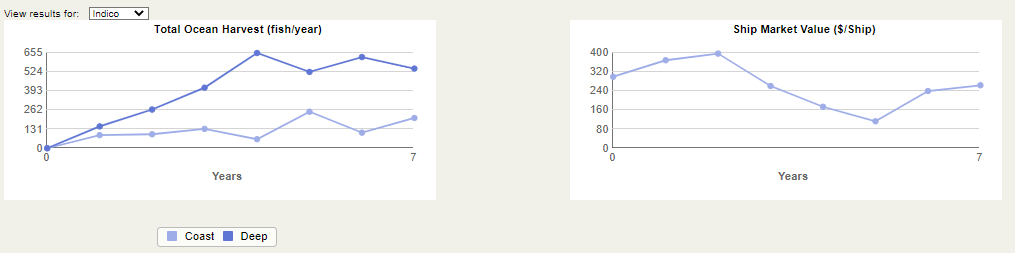 View results for: Indico
Total Ocean Harvest (fish/year)
655
524
393
262
131
0
0 7
Years
Coast Deep
Ship Market Value ($/Ship)
400
320
240
160
80
0
0 7
Years